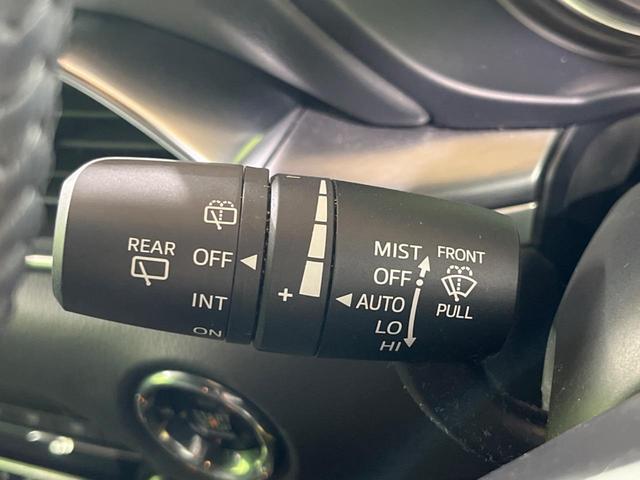 REAR
OFF
INT
ON
−
+
MIST
OFF
AUTO
LO
HI
FRONT
PULL